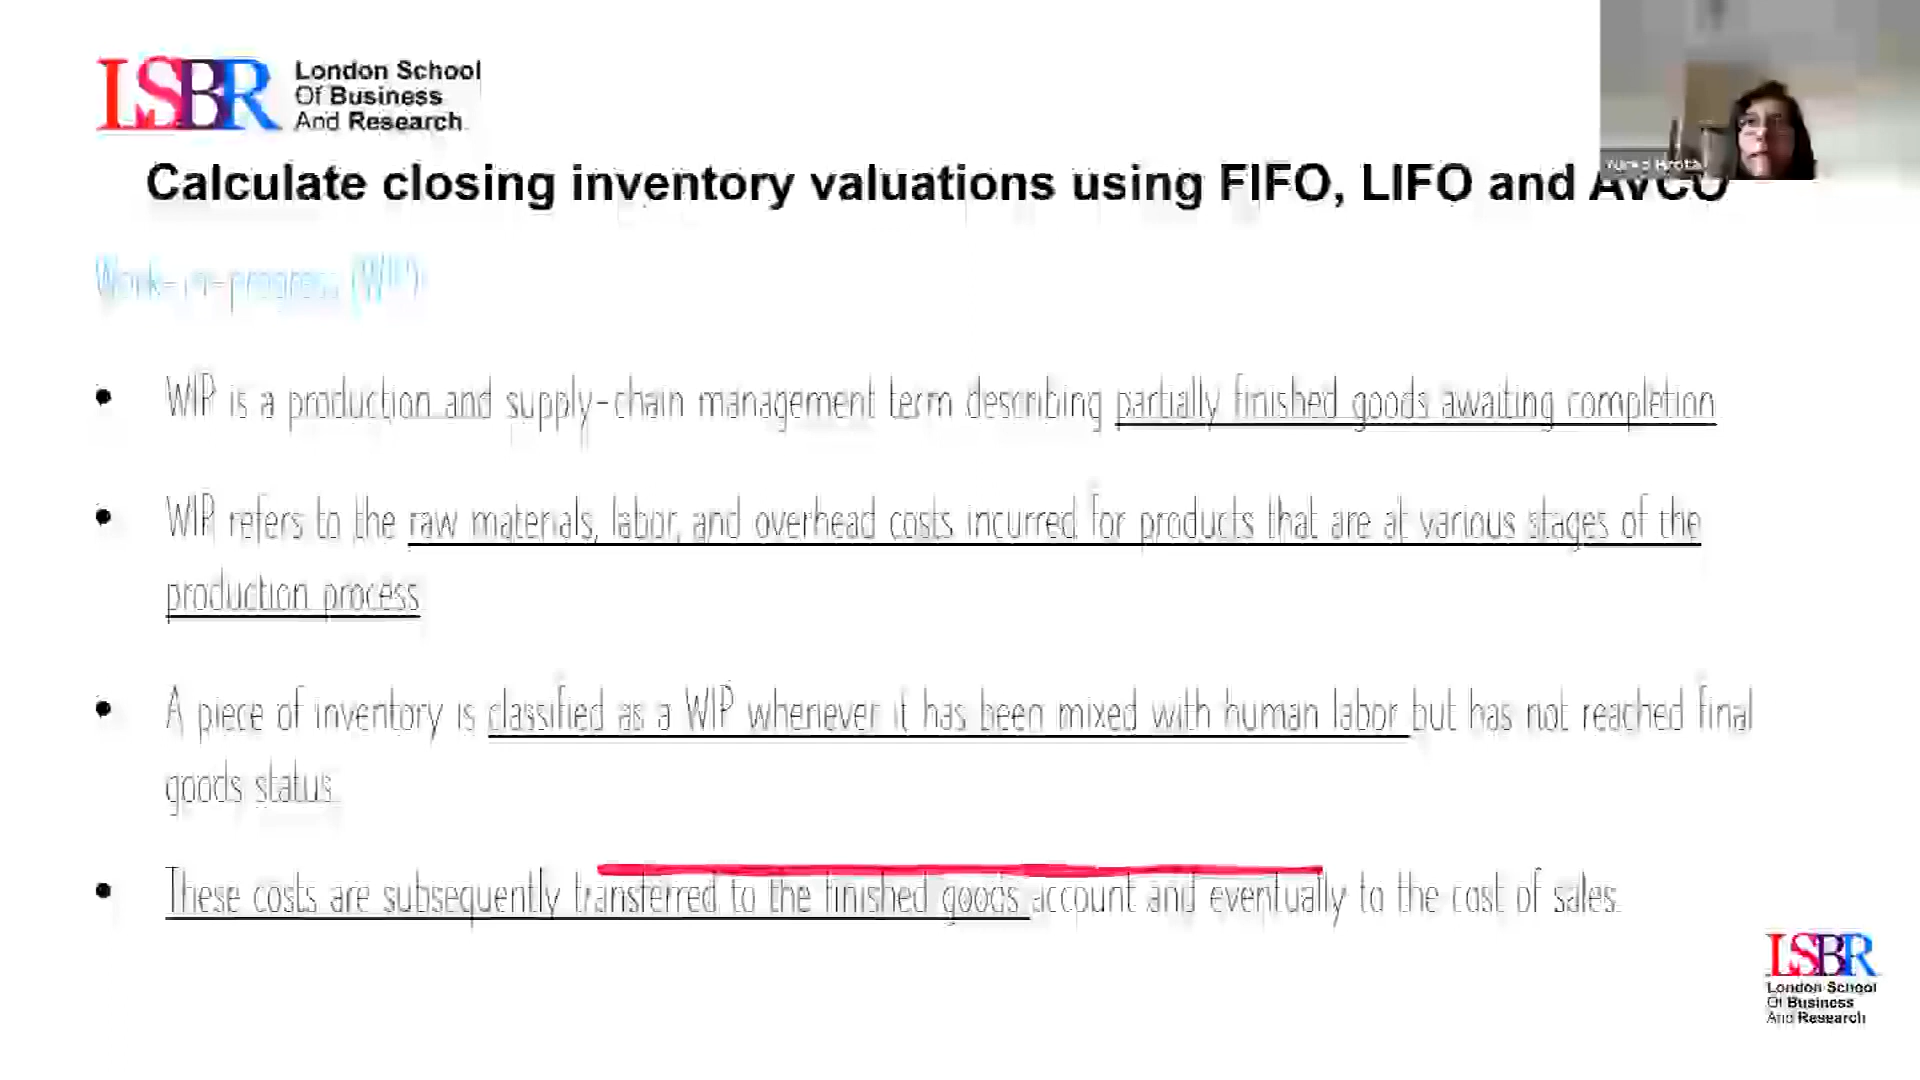 LSBR London School
Of Business
And Research
Calculate closing inventory valuations using FIFO, LIFO and AVCO
Work-in-progress (WIP)
• WIP is a production and supply-chain management term describing partially finished goods awaiting completion
• WIP refers to the raw materials, labor, and overhead costs incurred for products that are at various stages of the
production process
• A piece of inventory is classified as a WIP whenever it has been mixed with human labor but has not reached final
goods status.
• These costs are subsequently transferred to the finished goods account and eventually to the cost of sales.
LSBR
London School
Of Business
And Research